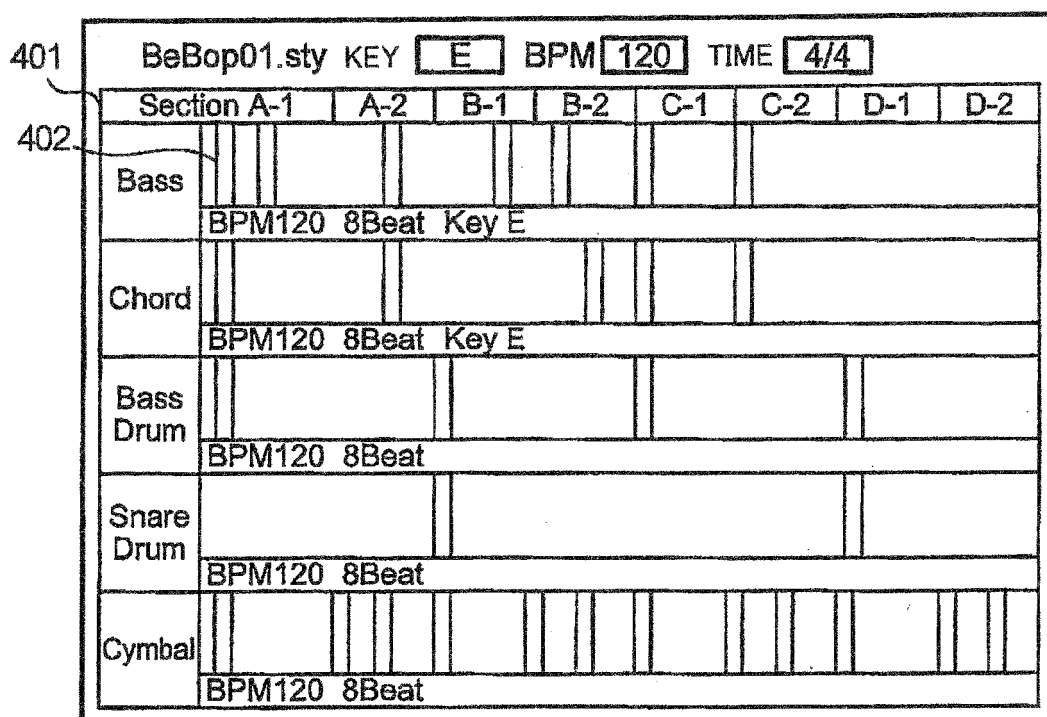 BeBop01.sty KEY E BPM 120 TIME 4/4
401
Section A-1 A-2 B-1 B-2 C-1 C-2 D-1 D-2
402
Bass
BPM120 8Beat Key E
Chord
BPM120 8Beat Key E
Bass
Drum
BPM120 8Beat
Snare
Drum
BPM120 8Beat
Cymbal
BPM120 8Beat